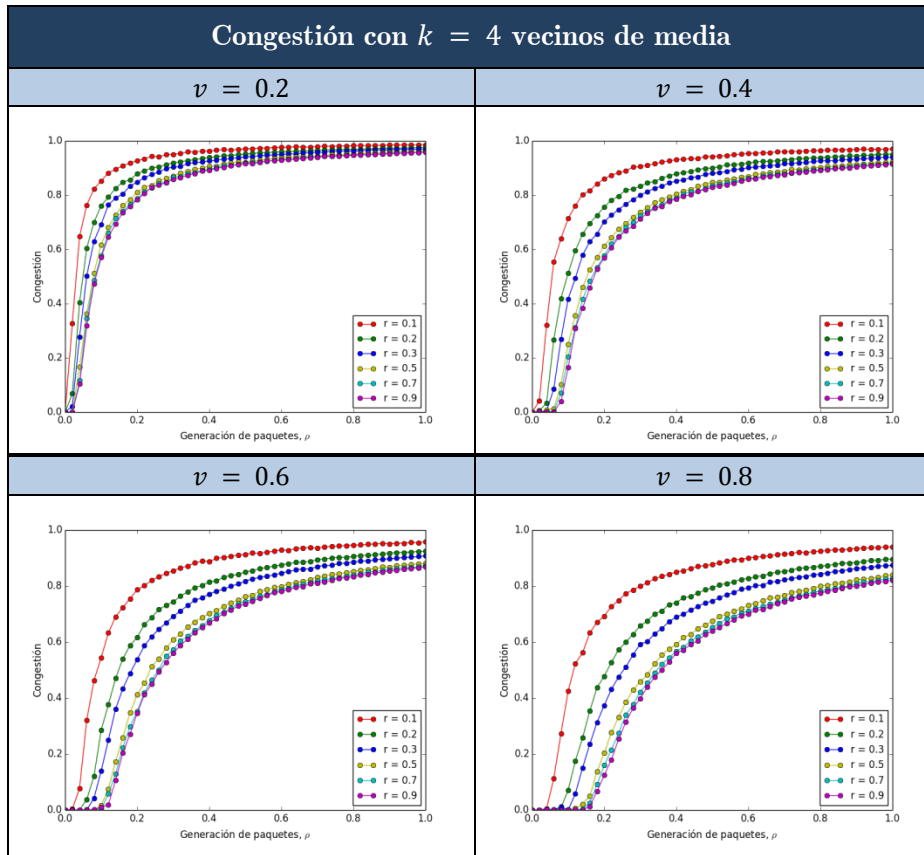 Congestión con k = 4 vecinos de media
v = 0.2
v = 0.4
1.0
0.8
0.6
0.4
0.2
0.0
0.0
0.2
0.4
0.6
0.8
1.0
Congestión
Generación de paquetes, ρ
r = 0.1
r = 0.2
r = 0.3
r = 0.5
r = 0.7
r = 0.9
1.0
0.8
0.6
0.4
0.2
0.0
0.0
0.2
0.4
0.6
0.8
1.0
Congestión
Generación de paquetes, ρ
r = 0.1
r = 0.2
r = 0.3
r = 0.5
r = 0.7
r = 0.9
v = 0.6
v = 0.8
1.0
0.8
0.6
0.4
0.2
0.0
0.0
0.2
0.4
0.6
0.8
1.0
Congestión
Generación de paquetes, ρ
r = 0.1
r = 0.2
r = 0.3
r = 0.5
r = 0.7
r = 0.9
1.0
0.8
0.6
0.4
0.2
0.0
0.0
0.2
0.4
0.6
0.8
1.0
Congestión
Generación de paquetes, ρ
r = 0.1
r = 0.2
r = 0.3
r = 0.5
r = 0.7
r = 0.9